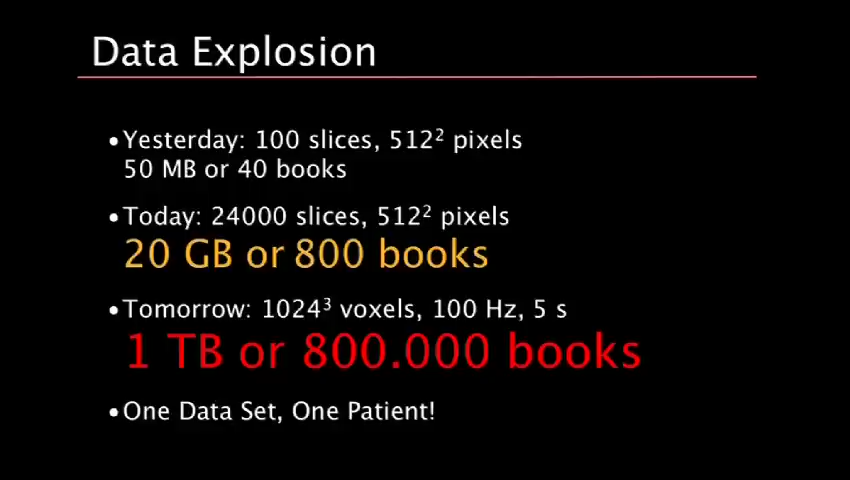 Data Explosion
•Yesterday: 100 slices, 512² pixels
50 MB or 40 books
•Today: 24000 slices, 512² pixels
20 GB or 800 books
•Tomorrow: 1024³ voxels, 100 Hz, 5 s
1 TB or 800.000 books
•One Data Set, One Patient!